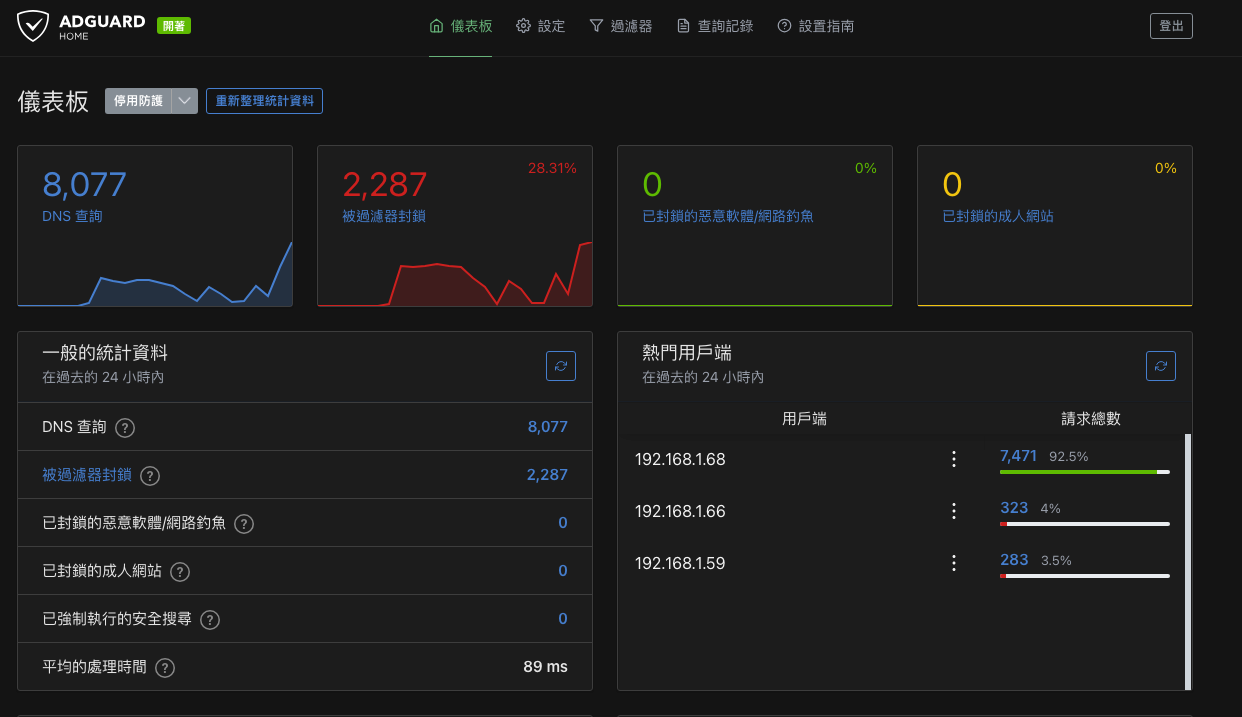 ADGUARD 開著
HOME
儀表板 設定 過濾器 查詢記錄 設置指南
登出
儀表板 停用防護 重新整理統計資料
8,077
DNS 查詢
28.31%
2,287
被過濾器封鎖
0%
0
已封鎖的惡意軟體/網路釣魚
0%
0
已封鎖的成人網站
一般的統計資料
在過去的 24 小時內
DNS 查詢 ? 8,077
被過濾器封鎖 ? 2,287
已封鎖的惡意軟體/網路釣魚 ? 0
已封鎖的成人網站 ? 0
已強制執行的安全搜尋 ? 0
平均的處理時間 ? 89 ms
熱門用戶端
在過去的 24 小時內
用戶端 請求總數
192.168.1.68 7,471 92.5%
192.168.1.66 323 4%
192.168.1.59 283 3.5%